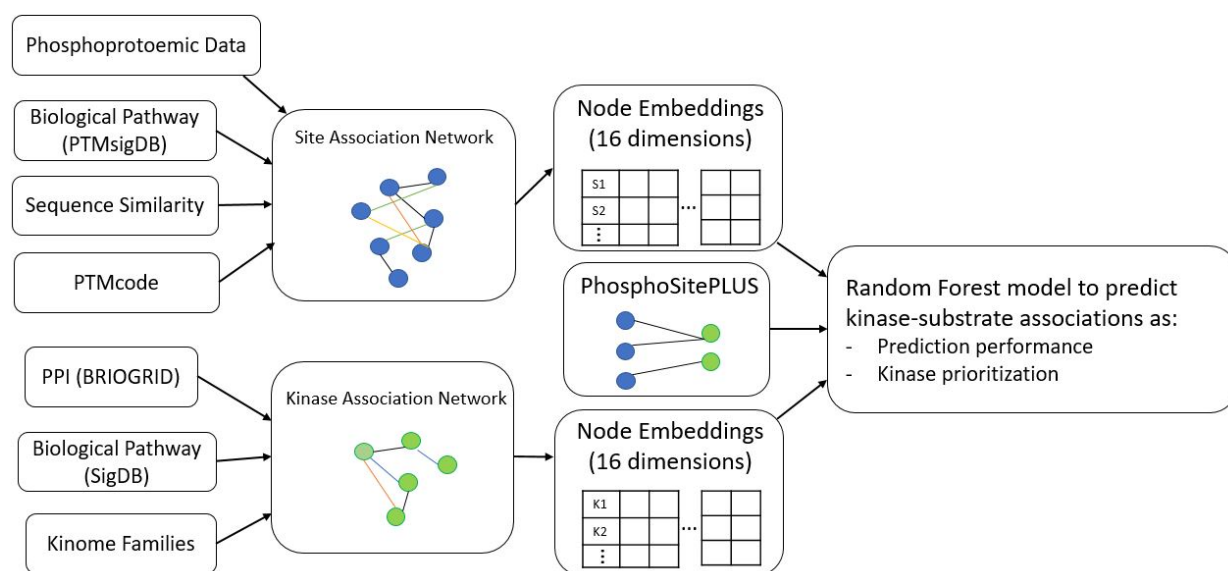 Phosphoprotoemic Data
Biological Pathway
(PTMsigDB)
Sequence Similarity
PTMcode
Site Association Network
Node Embeddings
(16 dimensions)
S1
S2
⋮
...
PhosphoSitePLUS
Random Forest model to predict
kinase-substrate associations as:
- Prediction performance
- Kinase prioritization
PPI (BRIOGRID)
Biological Pathway
(SigDB)
Kinome Families
Kinase Association Network
Node Embeddings
(16 dimensions)
K1
K2
⋮
...